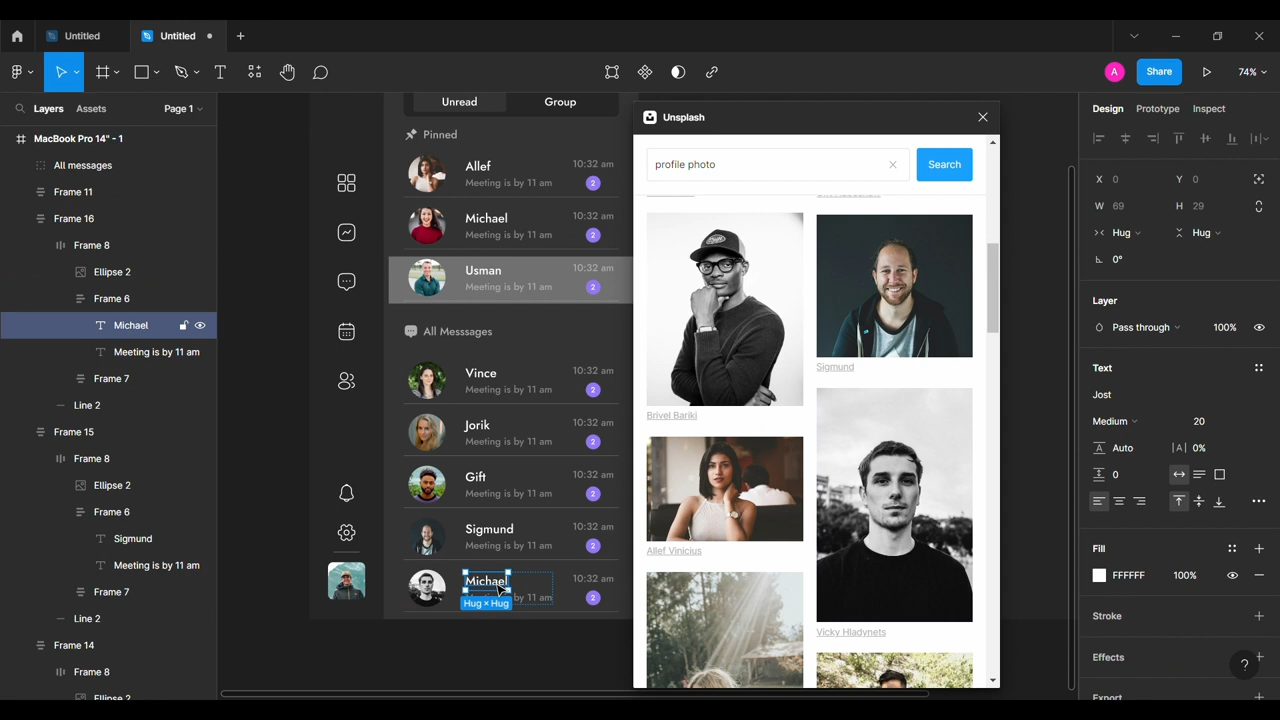 Untitled
Untitled
Share
74%
Layers
Assets
Page 1
MacBook Pro 14" - 1
All messages
Frame 11
Frame 16
Frame 8
Ellipse 2
Frame 6
Michael
Meeting is by 11 am
Frame 7
Line 2
Frame 15
Frame 8
Ellipse 2
Frame 6
Sigmund
Meeting is by 11 am
Frame 7
Line 2
Frame 14
Frame 8
Ellipse 2
Unread
Group
Pinned
Allef
10:32 am
Meeting is by 11 am
2
Michael
10:32 am
Meeting is by 11 am
2
Usman
10:32 am
Meeting is by 11 am
2
All Messsages
Vince
10:32 am
Meeting is by 11 am
2
Jorik
10:32 am
Meeting is by 11 am
2
Gift
10:32 am
Meeting is by 11 am
2
Sigmund
10:32 am
Meeting is by 11 am
2
Michael
10:32 am
by 11 am
2
Hug × Hug
Unsplash
profile photo
Search
Brivel Bariki
Sigmund
Allef Vinicius
Vicky Hladynets
A
Design
Prototype
Inspect
X 0
Y 0
W 69
H 29
Hug
Hug
0°
Layer
Pass through
100%
Text
Jost
Medium
20
Auto
|A| 0%
0
Fill
FFFFFF
100%
Stroke
Effects
?
Export